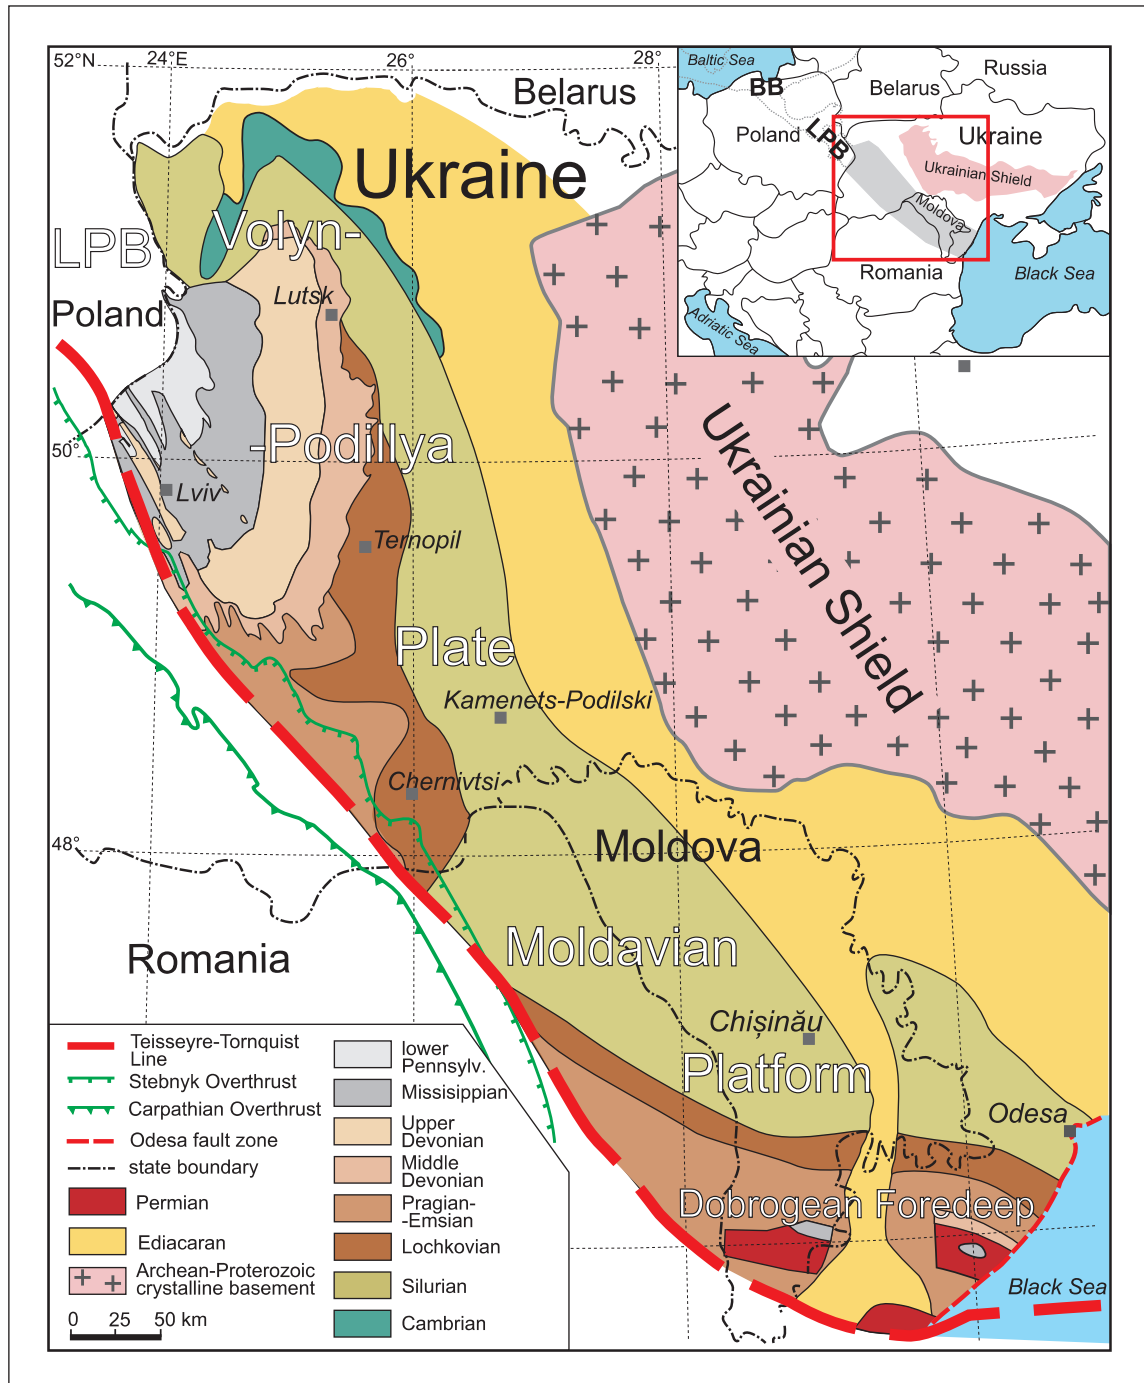 52°N
24°E
26°
28°
Belarus
Ukraine
Volyn-
LPB
Lutsk
Poland
-Podillya
50°
Lviv
Ternopil
Ukrainian Shield
Plate
Kamenets-Podilski
Chernivtsi
48°
Moldova
Romania
Moldavian
Chișinău
Platform
Odesa
Dobrogean Foredeep
Black Sea
Baltic Sea
BB
Russia
Belarus
Poland
LPB
Ukraine
Ukrainian Shield
Moldova
Romania
Black Sea
Adriatic Sea
Teisseyre-Tornquist
Line
Stebnyk Overthrust
Carpathian Overthrust
Odesa fault zone
state boundary
Permian
Ediacaran
Archean-Proterozoic
crystalline basement
0 25 50 km
lower
Pennsylv.
Missisippian
Upper
Devonian
Middle
Devonian
Pragian-
-Emsian
Lochkovian
Silurian
Cambrian